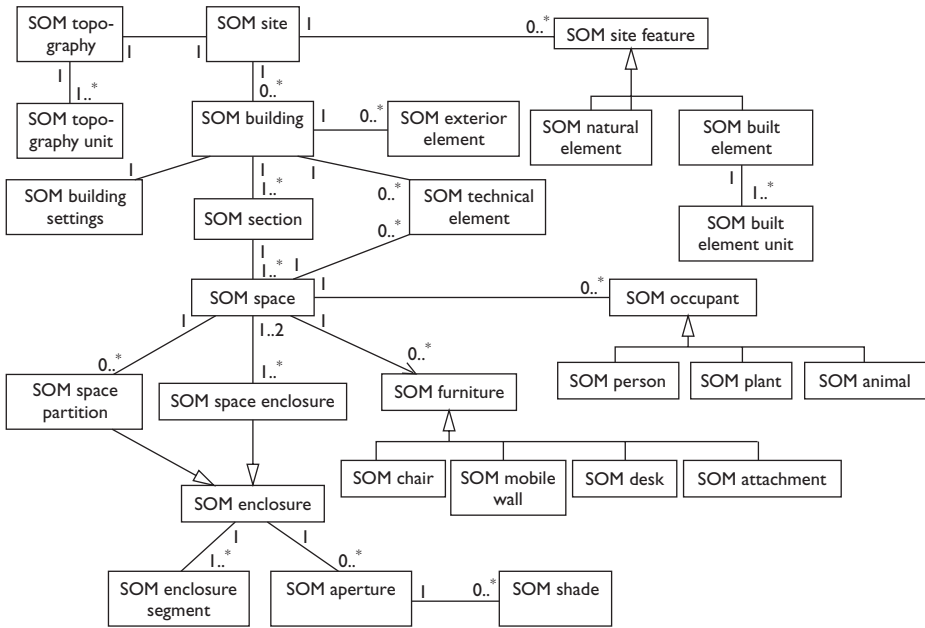 SOM topo-
graphy
1
1
SOM site
1
0..*
SOM site feature
1
1..*
1
0..*
SOM topo-
graphy unit
SOM building
1
0..*
SOM exterior
element
SOM natural
element
SOM built
element
1
1..*
SOM built
element unit
SOM building
settings
1
1
1..*
1
0..*
SOM technical
element
0..*
SOM section
1
1..*
1
SOM space
1
0..*
SOM occupant
SOM person
SOM plant
SOM animal
1
0..*
1..2
1..*
1
0..*
SOM space
partition
SOM space enclosure
SOM furniture
SOM chair
SOM mobile
wall
SOM desk
SOM attachment
SOM enclosure
1
1..*
1
0..*
SOM enclosure
segment
SOM aperture
1
0..*
SOM shade